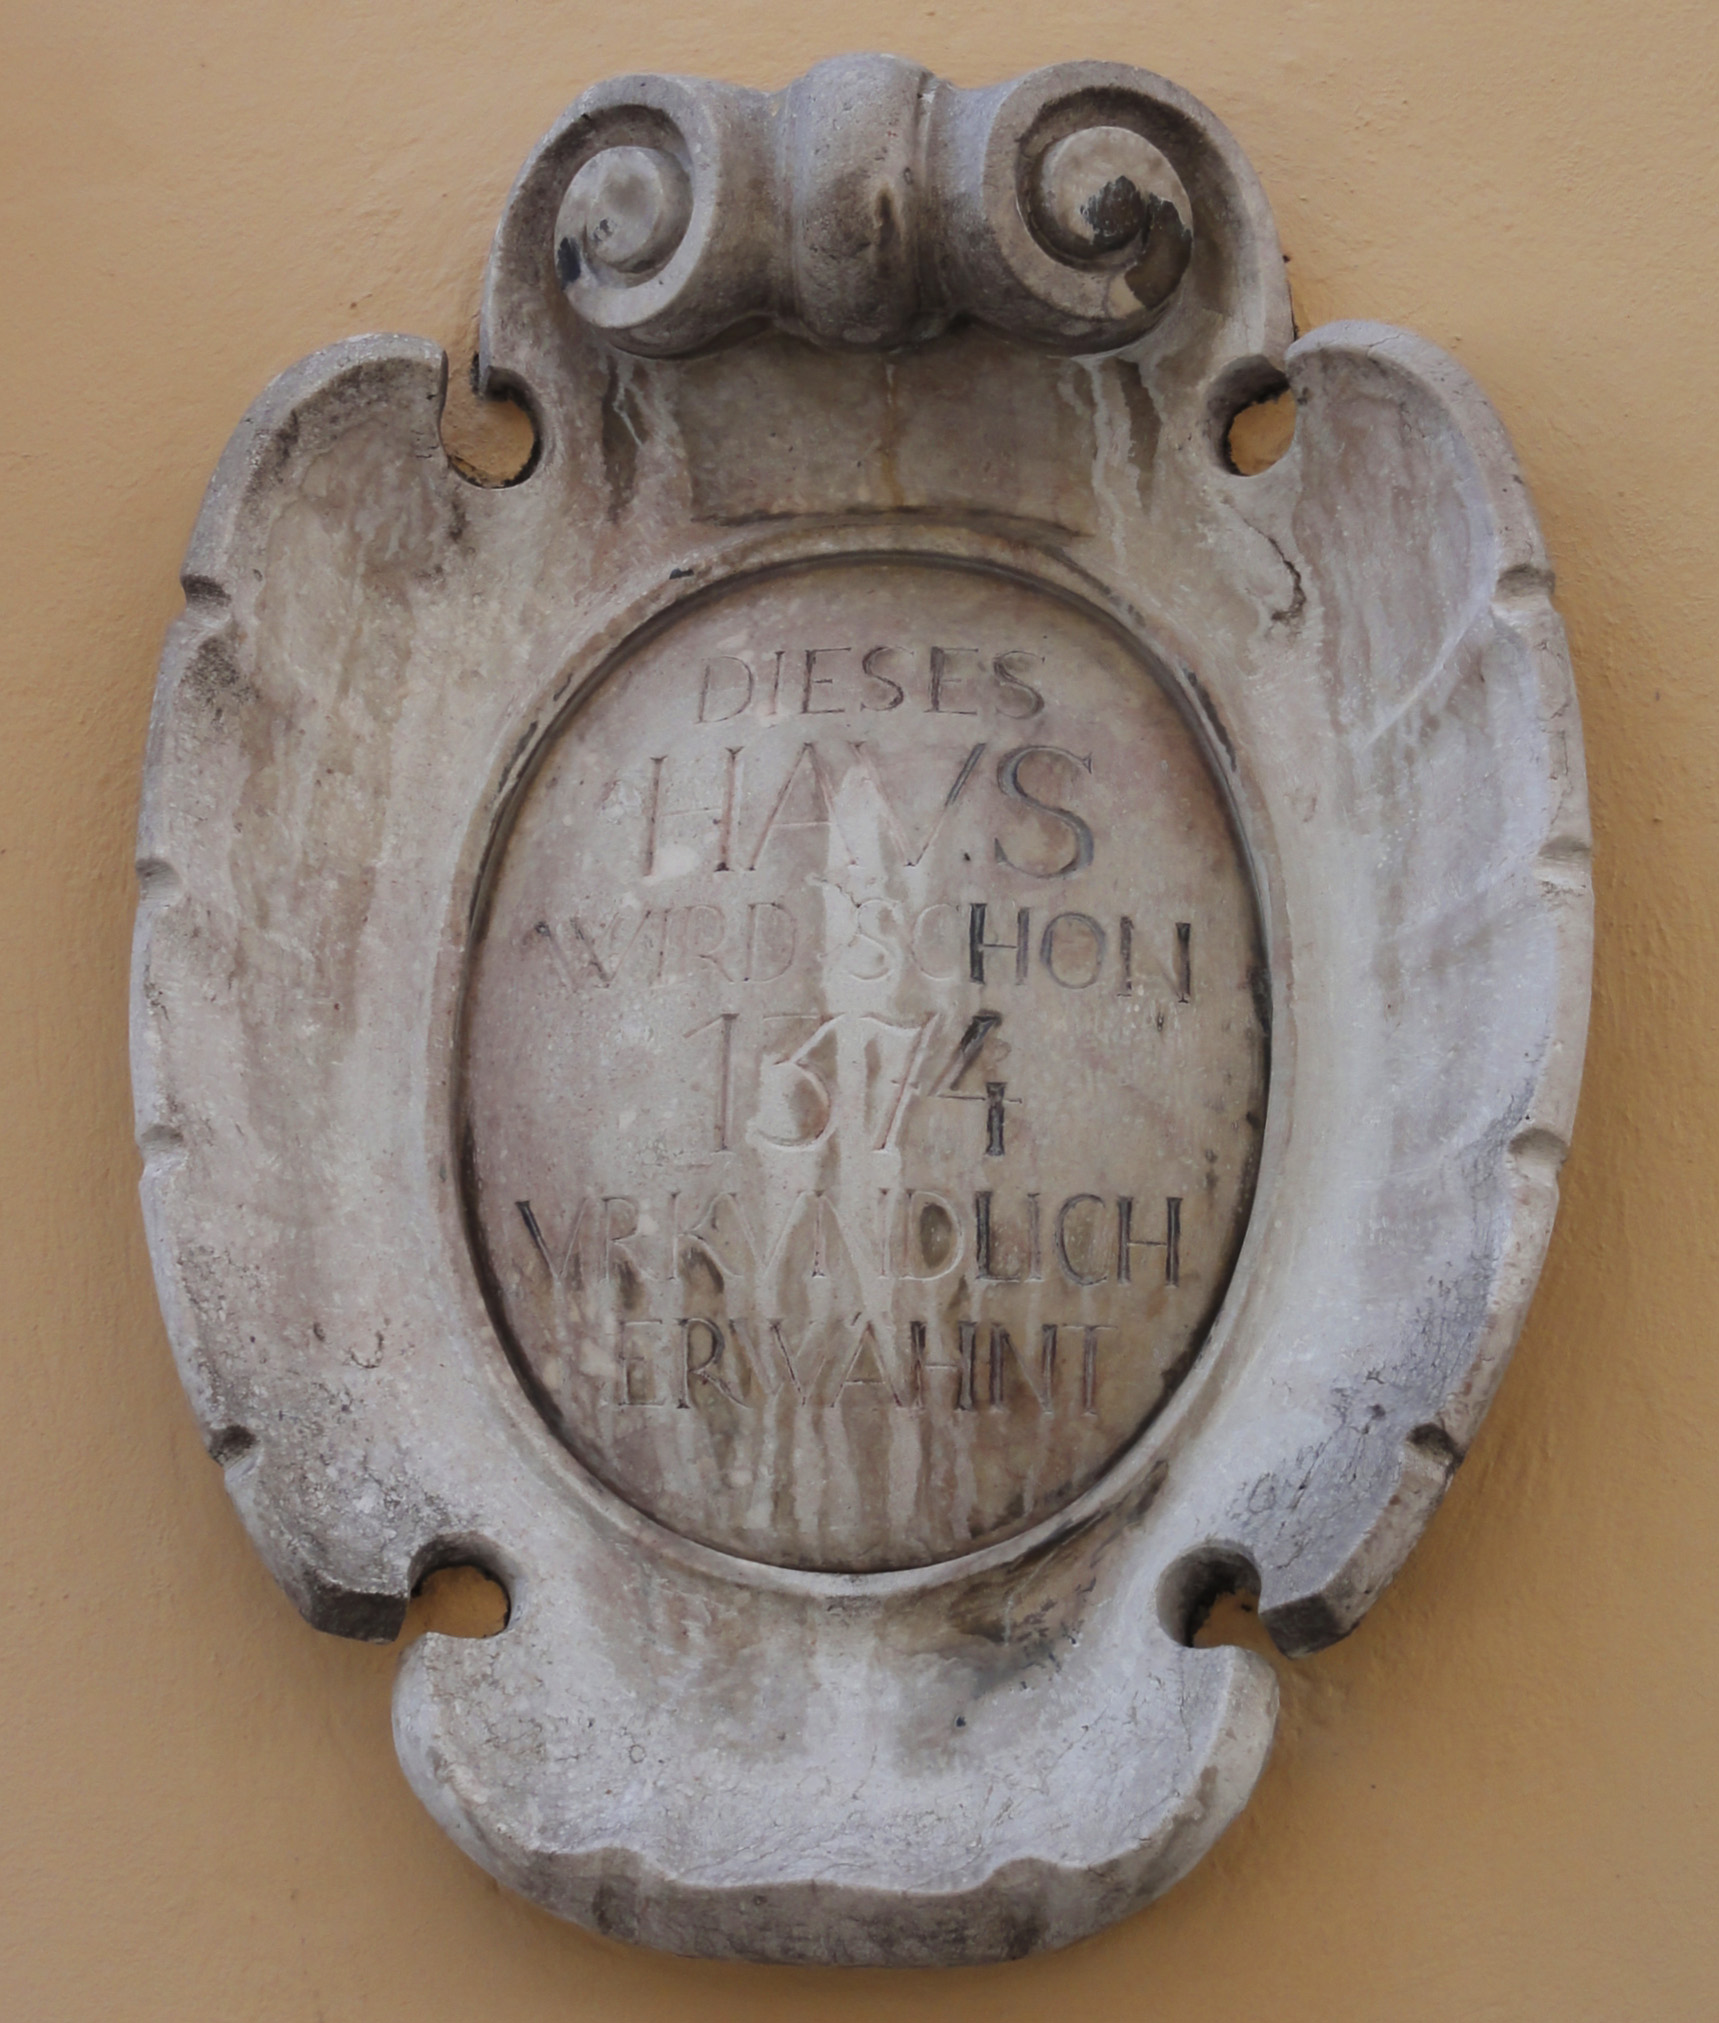 DIESES
HAVS
WIRD SCHON
1374
VRKVNDLICH
ERWÄHNT